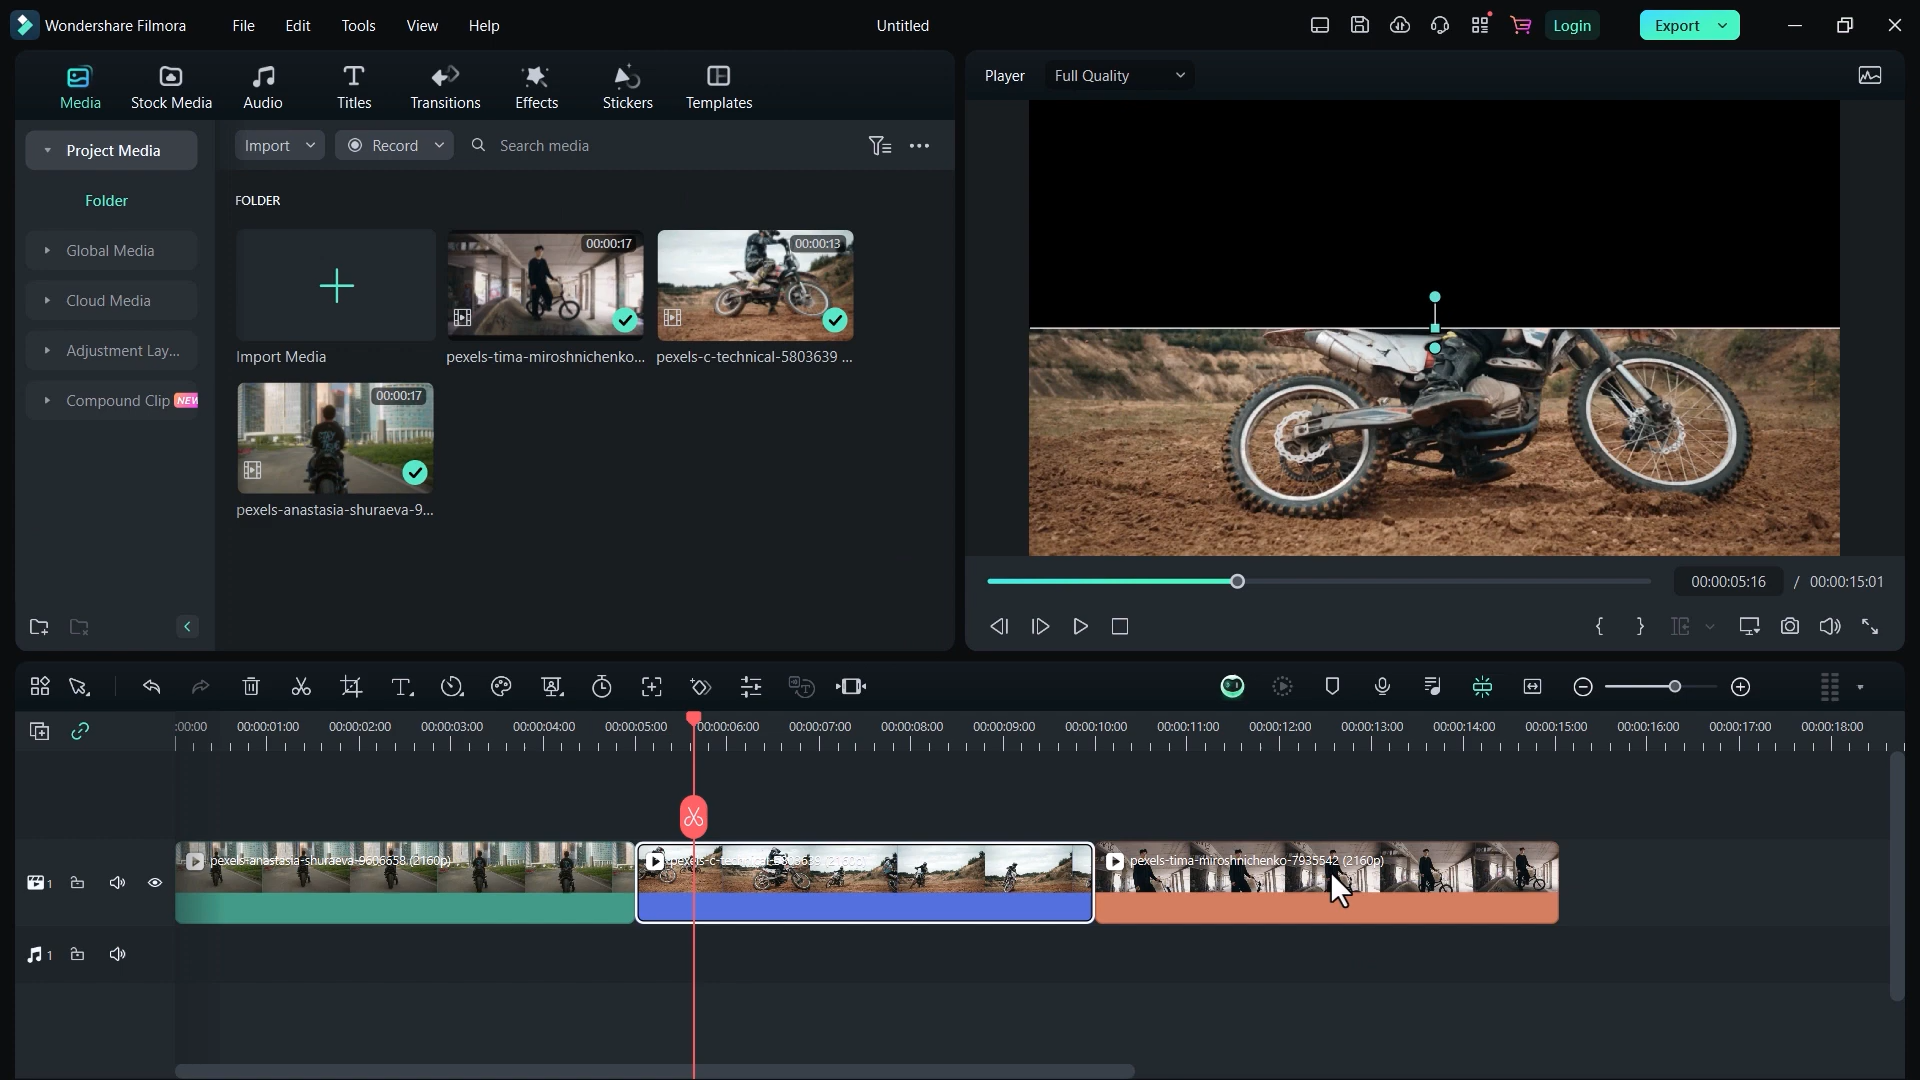 Wondershare Filmora File Edit Tools View Help Untitled Login Export
Media Stock Media Audio Titles Transitions Effects Stickers Templates
Player Full Quality
Project Media
Folder
Global Media
Cloud Media
Adjustment Lay...
Compound Clip NEW
Import Record Search media
FOLDER
00:00:17
00:00:13
Import Media pexels-tima-miroshnichenko... pexels-c-technical-5803639 ...
00:00:17
pexels-anastasia-shuraeva-9...
00:00:05:16 / 00:00:15:01
:00:00 00:00:01:00 00:00:02:00 00:00:03:00 00:00:04:00 00:00:05:00 00:00:06:00 00:00:07:00 00:00:08:00 00:00:09:00 00:00:10:00 00:00:11:00 00:00:12:00 00:00:13:00 00:00:14:00 00:00:15:00 00:00:16:00 00:00:17:00 00:00:18:00
pexels-anastasia-shuraeva-9606658 (2160p) pexels-c-technical-5803639 pexels-tima-miroshnichenko-7935542 (2160p)
1
1